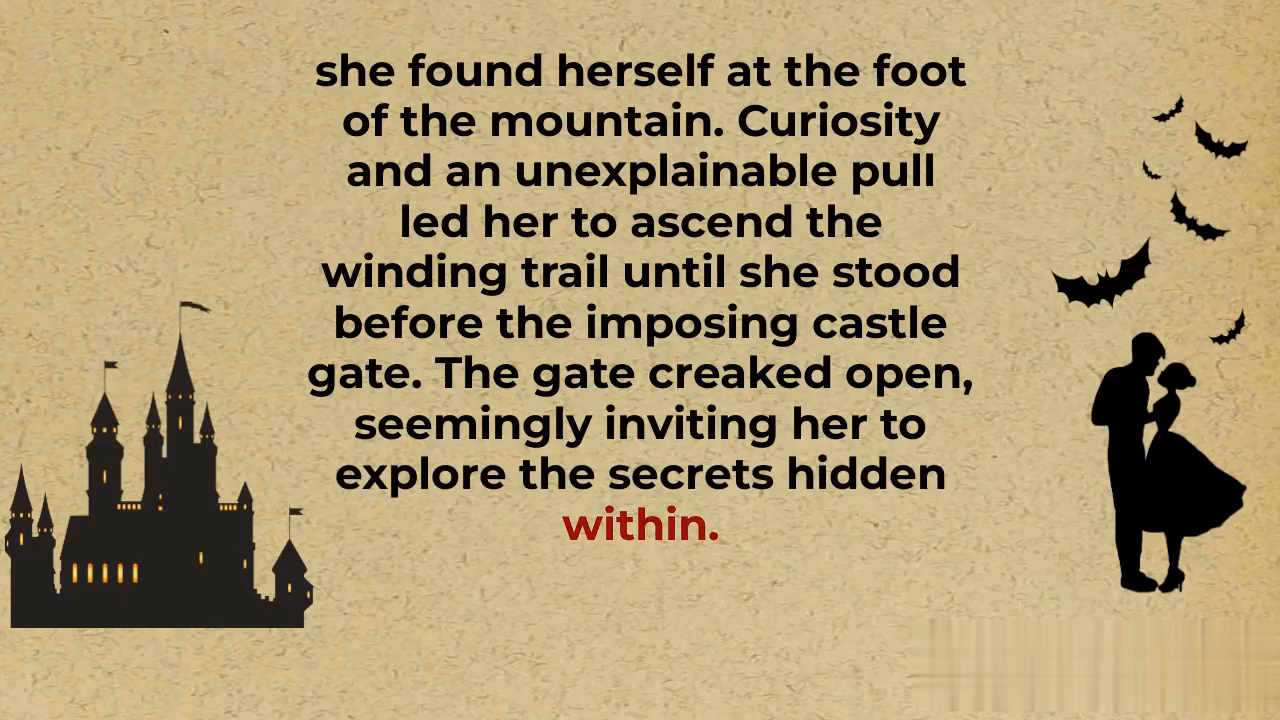 she found herself at the foot
of the mountain. Curiosity
and an unexplainable pull
led her to ascend the
winding trail until she stood
before the imposing castle
gate. The gate creaked open,
seemingly inviting her to
explore the secrets hidden
within.